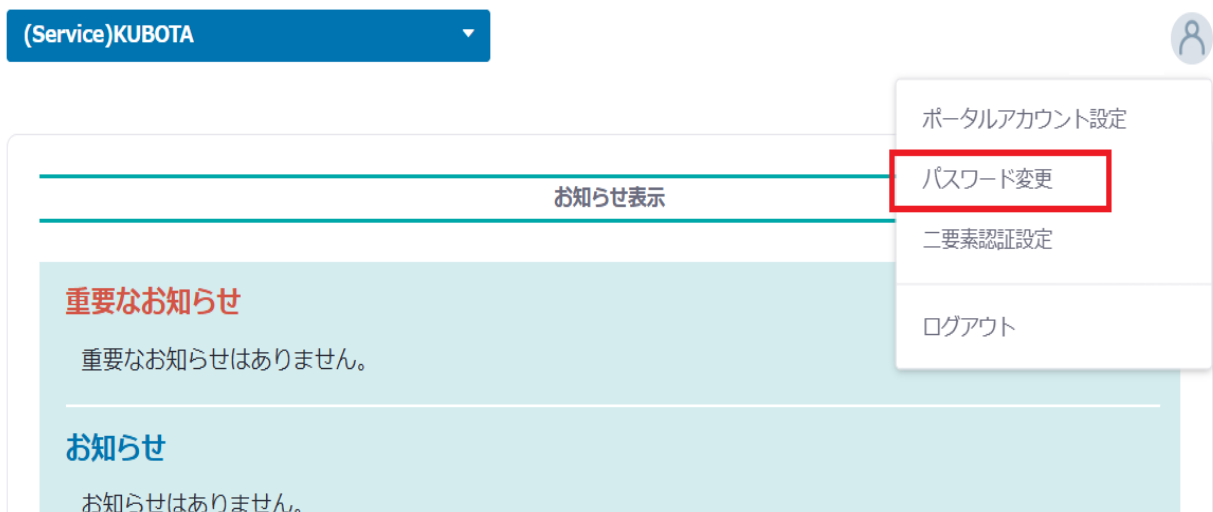 (Service)KUBOTA
ポータルアカウント設定
パスワード変更
二要素認証設定
ログアウト
お知らせ表示
重要なお知らせ
重要なお知らせはありません。
お知らせ
お知らせはありません。